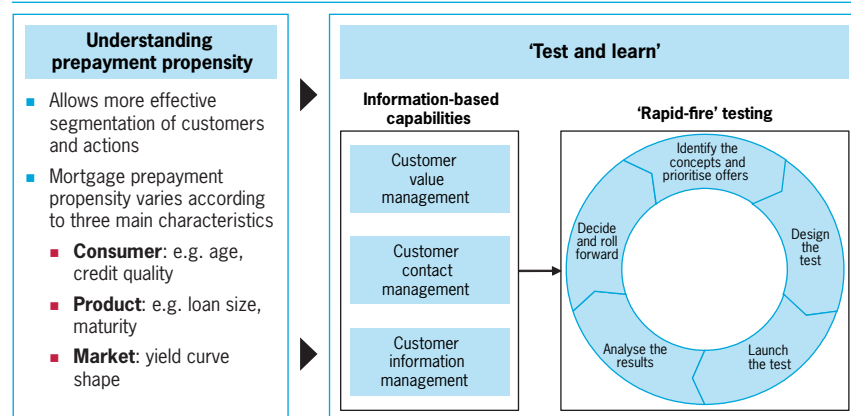 Understanding
prepayment propensity
Allows more effective
segmentation of customers
and actions
Mortgage prepayment
propensity varies according
to three main characteristics
Consumer: e.g. age,
credit quality
Product: e.g. loan size,
maturity
Market: yield curve
shape
‘Test and learn’
Information-based
capabilities
Customer
value
management
Customer
contact
management
Customer
information
management
‘Rapid-fire’ testing
Identify the
concepts and
prioritise offers
Design
the
test
Launch
the test
Analyse the
results
Decide
and roll
forward